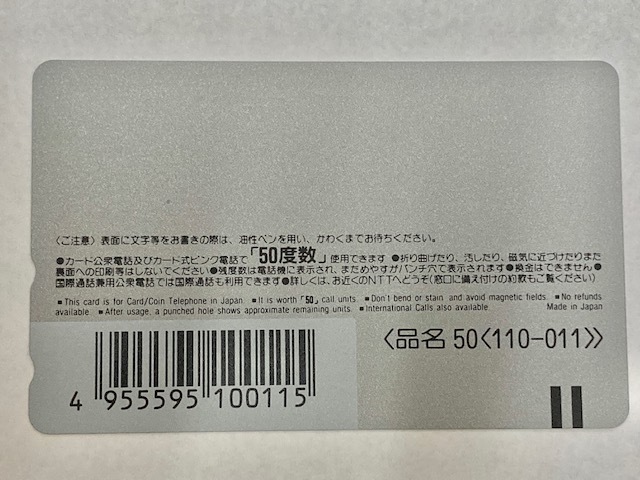 〈ご注意〉表面に文字等をお書きの際は、油性ペンを用い、かわくまでお待ちください。
●カード公衆電話及びカード式ピンク電話で「50度数」使用できます ●折り曲げたり、汚したり、磁気に近づけたりまた
裏面への印刷等はしないでください ●残度数は電話機に表示され、まためやすがパンチ穴で表示されます ●換金はできません ●
国際通話兼用公衆電話では国際通話も利用できます ●詳しくは、お近くのNTTへどうぞ(窓口に備え付けの約款もご覧ください)
■ This card is for Card/Coin Telephone in Japan. ■ It is worth「50」call units. ■ Don't bend or stain and avoid magnetic fields. ■ No refunds
available. ■ After usage, a punched hole shows approximate remaining units. ■ International Calls also available. Made in Japan
〈品名 50〈110-011〉〉
4 955595 100115